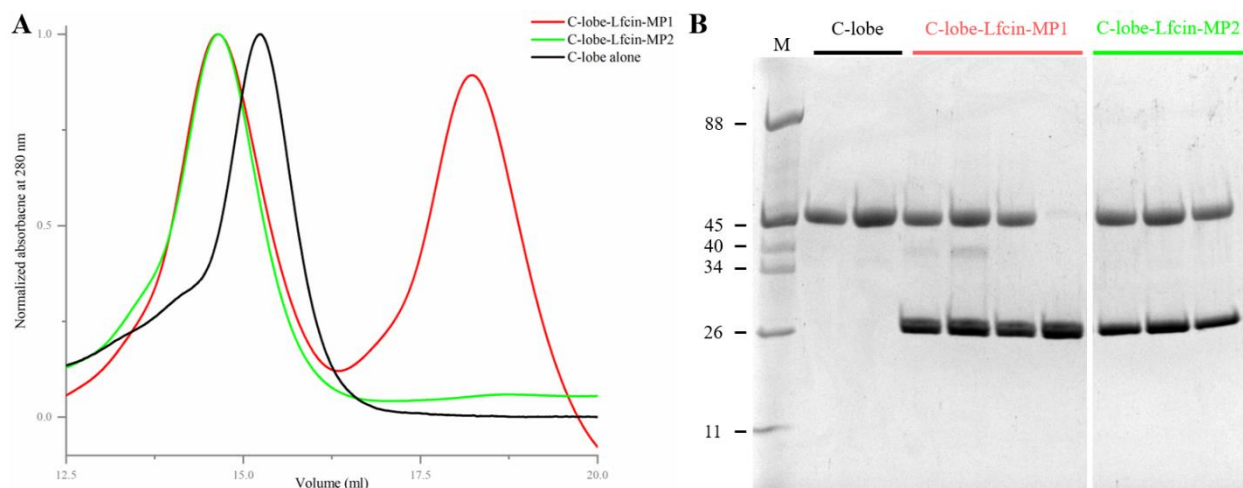 A
C-lobe-Lfcin-MP1
C-lobe-Lfcin-MP2
C-lobe alone
Normalized absorbacne at 280 nm
1.0
0.5
0.0
12.5
15.0
17.5
20.0
Volume (ml)
B
M
C-lobe
C-lobe-Lfcin-MP1
C-lobe-Lfcin-MP2
88
45
40
34
26
11